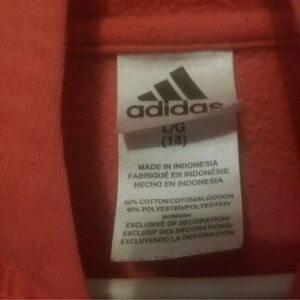 adidas
L/G
(14)
MADE IN INDONESIA
FABRIQUÉ EN INDONÉSIE
HECHO EN INDONESIA
60% COTTON/COTON/ALGODON
40% POLYESTER/POLYESTER/
poliéster
EXCLUSIVE OF DECORATION/
EXCLUSIF DES DECORATIONS/
EXCLUYENDO LA DECORACIÓN